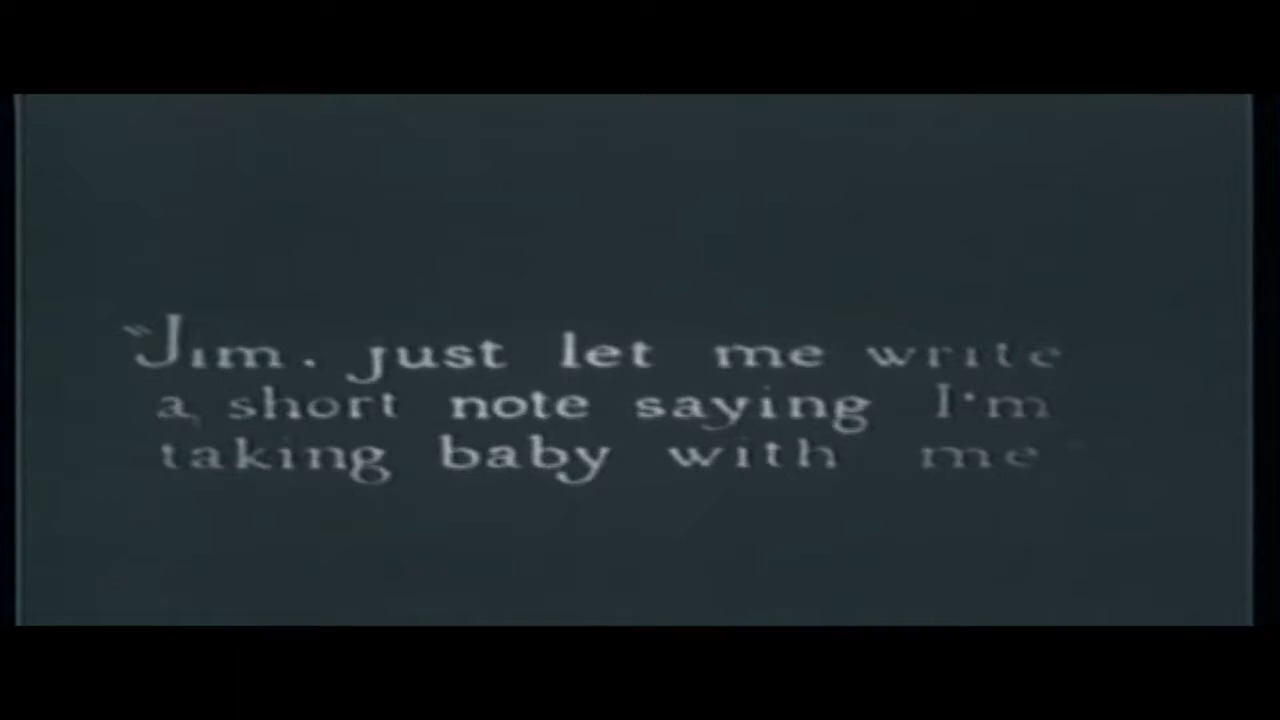 "Jim, just let me write
a short note saying I'm
taking baby with me"